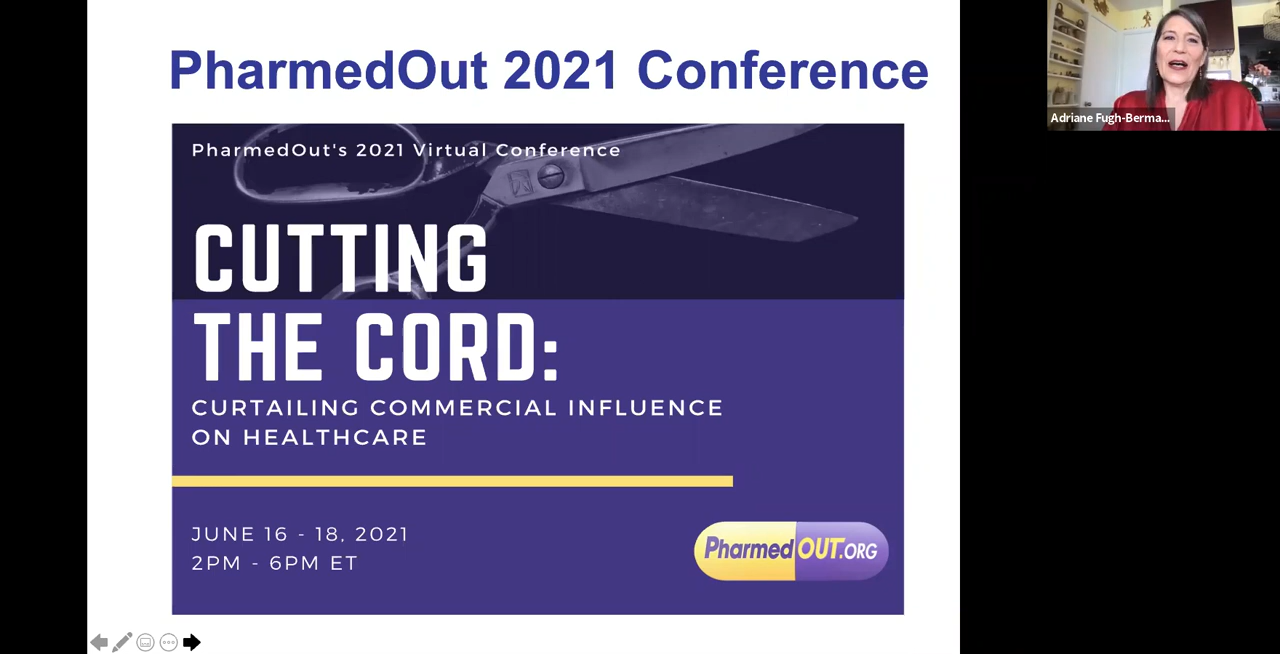 PharmedOut 2021 Conference
Adriane Fugh-Berma...
PharmedOut's 2021 Virtual Conference
CUTTING
THE CORD:
CURTAILING COMMERCIAL INFLUENCE
ON HEALTHCARE
JUNE 16 - 18, 2021
2PM - 6PM ET
PharmedOUT.ORG